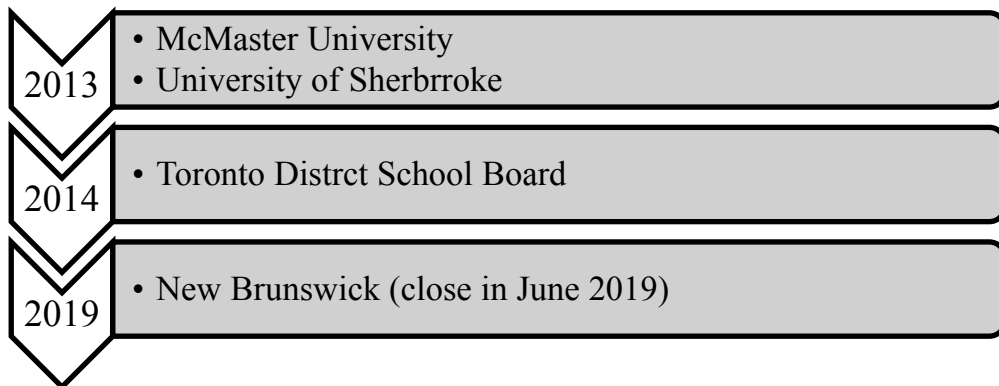 2013
• McMaster University
• University of Sherbrroke
2014
• Toronto Distrct School Board
2019
• New Brunswick (close in June 2019)